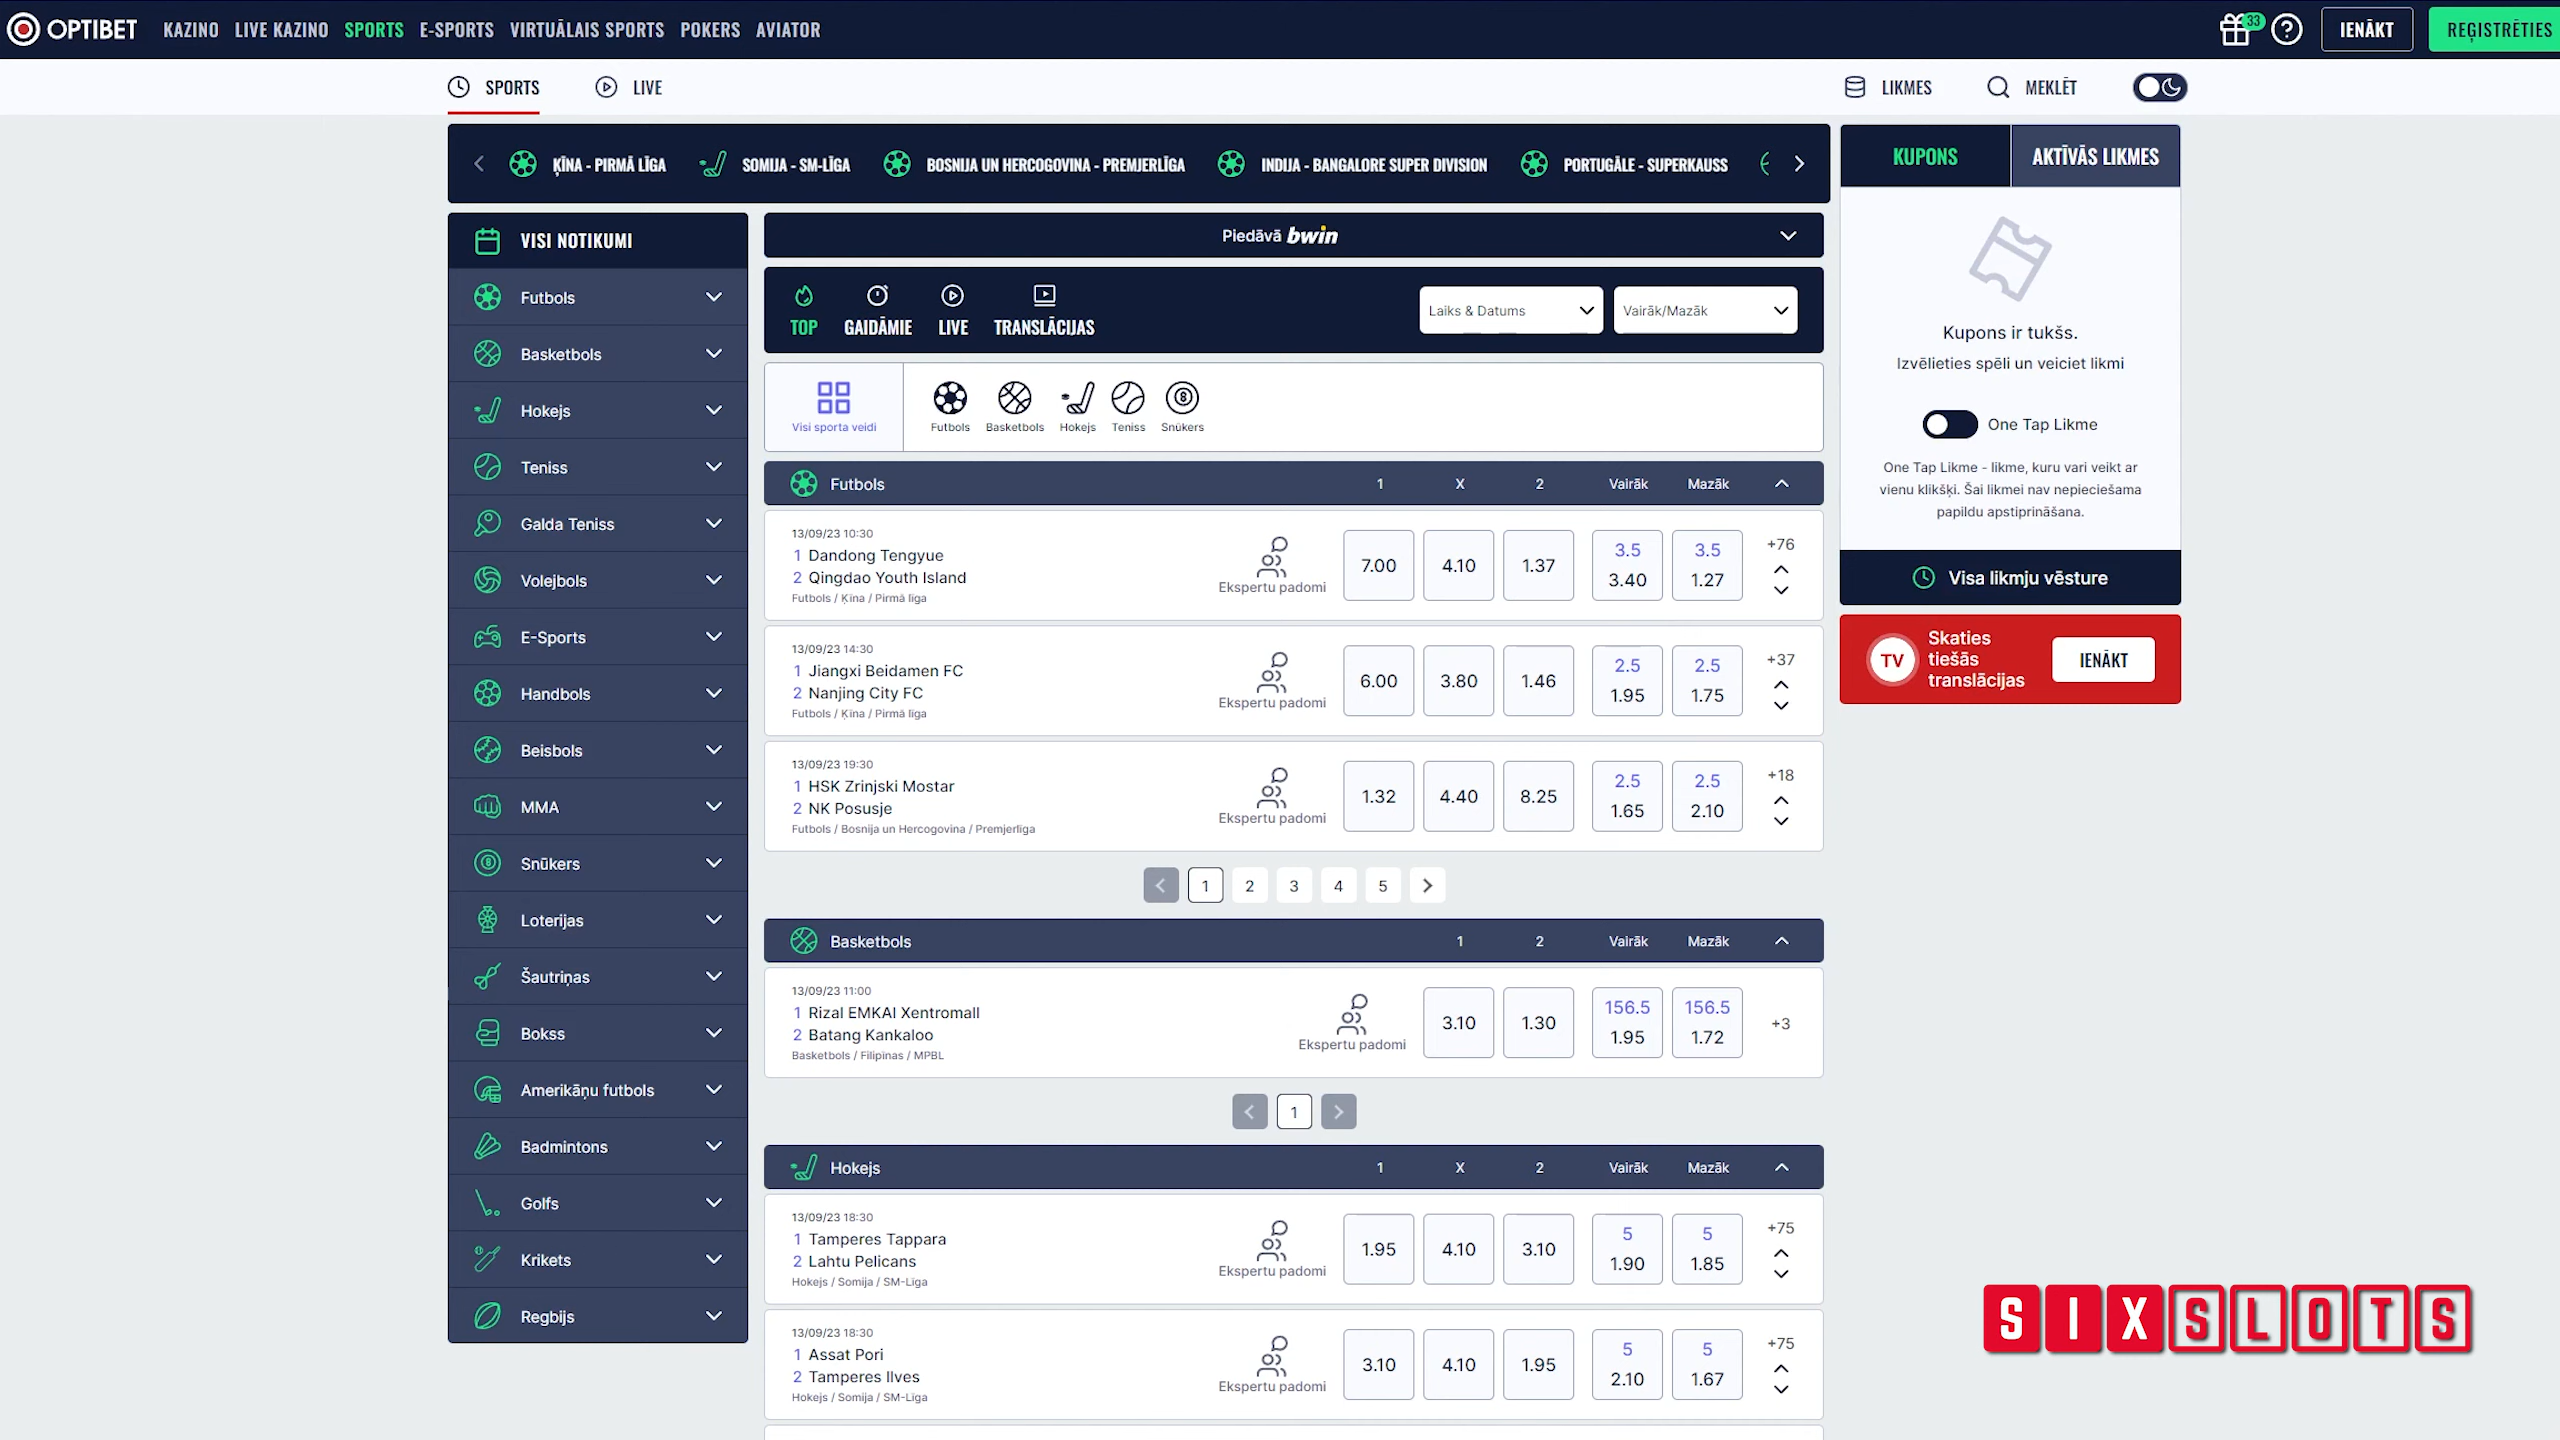 OPTIBET KAZINO LIVE KAZINO SPORTS E-SPORTS VIRTUĀLAIS SPORTS POKERS AVIATOR 33 IENĀKT REĢISTRĒTIES
SPORTS LIVE LIKMES MEKLĒT
ĶĪNA - PIRMĀ LĪGA SOMIJA - SM-LĪGA BOSNIJA UN HERCOGOVINA - PREMJERLĪGA INDIJA - BANGALORE SUPER DIVISION PORTUGĀLE - SUPERKAUSS
VISI NOTIKUMI
Futbols
Basketbols
Hokejs
Teniss
Galda Teniss
Volejbols
E-Sports
Handbols
Beisbols
MMA
Snūkers
Loterijas
Šautriņas
Bokss
Amerikāņu futbols
Badmintons
Golfs
Krikets
Regbijs
Piedāvā bwin
TOP GAIDĀMIE LIVE TRANSLĀCIJAS Laiks & Datums Vairāk/Mazāk
Visi sporta veidi Futbols Basketbols Hokejs Teniss Snūkers
Futbols 1 X 2 Vairāk Mazāk
13/09/23 10:30
1 Dandong Tengyue
2 Qingdao Youth Island
Futbols / Ķīna / Pirmā līga
Ekspertu padomi
7.00 4.10 1.37 3.5 3.40 3.5 1.27 +76
13/09/23 14:30
1 Jiangxi Beidamen FC
2 Nanjing City FC
Futbols / Ķīna / Pirmā līga
Ekspertu padomi
6.00 3.80 1.46 2.5 1.95 2.5 1.75 +37
13/09/23 19:30
1 HSK Zrinjski Mostar
2 NK Posusje
Futbols / Bosnija un Hercogovina / Premjerlīga
Ekspertu padomi
1.32 4.40 8.25 2.5 1.65 2.5 2.10 +18
1 2 3 4 5
Basketbols 1 2 Vairāk Mazāk
13/09/23 11:00
1 Rizal EMKAI Xentromall
2 Batang Kankaloo
Basketbols / Filipīnas / MPBL
Ekspertu padomi
3.10 1.30 156.5 1.95 156.5 1.72 +3
1
Hokejs 1 X 2 Vairāk Mazāk
13/09/23 18:30
1 Tamperes Tappara
2 Lahtu Pelicans
Hokejs / Somija / SM-Līga
Ekspertu padomi
1.95 4.10 3.10 5 1.90 5 1.85 +75
13/09/23 18:30
1 Assat Pori
2 Tamperes Ilves
Hokejs / Somija / SM-Līga
Ekspertu padomi
3.10 4.10 1.95 5 2.10 5 1.67 +75
KUPONS AKTĪVĀS LIKMES
Kupons ir tukšs.
Izvēlieties spēli un veiciet likmi
One Tap Likme
One Tap Likme - likme, kuru vari veikt ar
vienu klikšķi. Šai likmei nav nepieciešama
papildu apstiprināšana.
Visa likmju vēsture
TV
Skaties
tiešās
translācijas
IENĀKT
SIXSLOTS